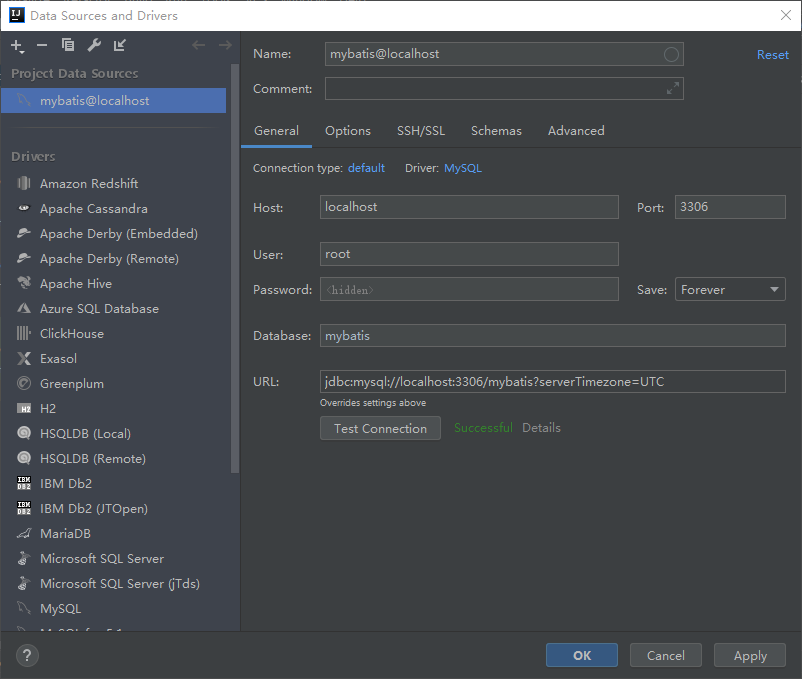 Data Sources and Drivers
Project Data Sources
mybatis@localhost
Drivers
Amazon Redshift
Apache Cassandra
Apache Derby (Embedded)
Apache Derby (Remote)
Apache Hive
Azure SQL Database
ClickHouse
Exasol
Greenplum
H2
HSQLDB (Local)
HSQLDB (Remote)
IBM Db2
IBM Db2 (JTOpen)
MariaDB
Microsoft SQL Server
Microsoft SQL Server (jTds)
MySQL
Name: mybatis@localhost Reset
Comment:
General Options SSH/SSL Schemas Advanced
Connection type: default Driver: MySQL
Host: localhost Port: 3306
User: root
Password: <hidden> Save: Forever
Database: mybatis
URL: jdbc:mysql://localhost:3306/mybatis?serverTimezone=UTC
Overrides settings above
Test Connection Successful Details
? OK Cancel Apply